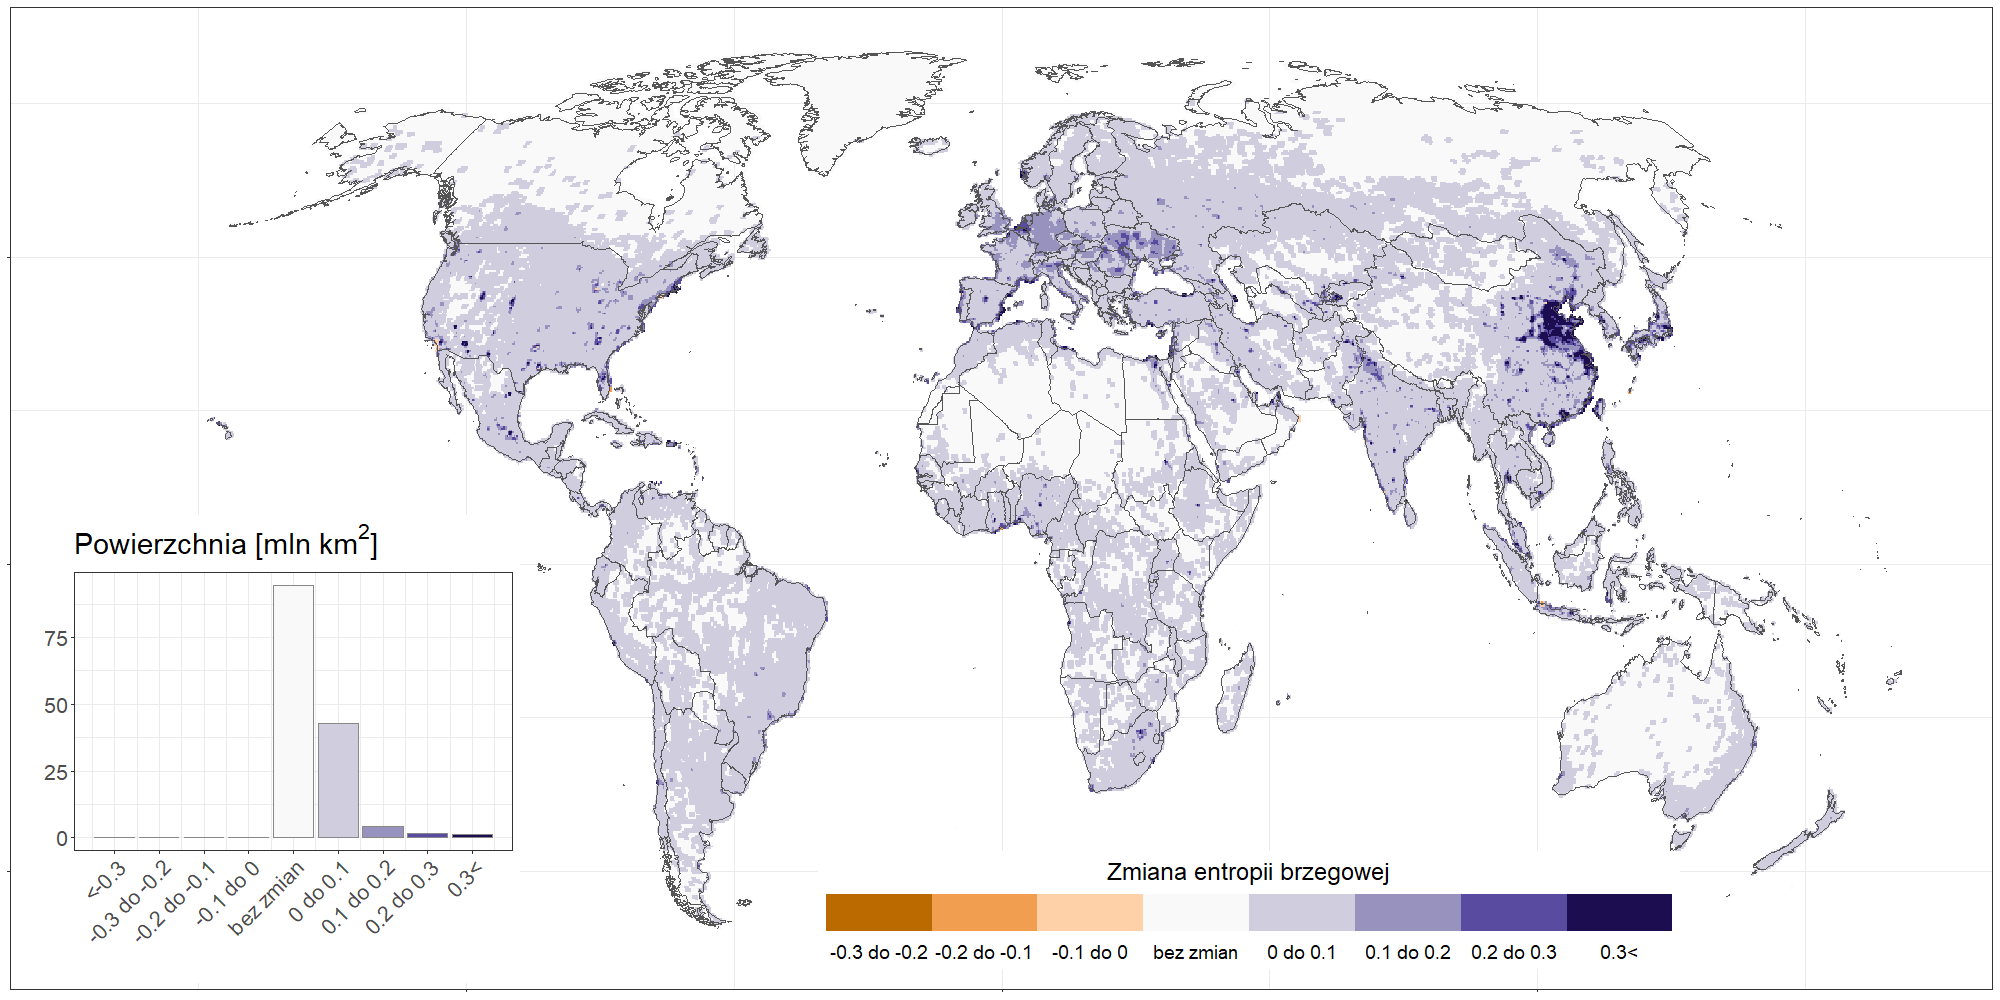 Powierzchnia [mln km²]
75
50
25
0
<-0.3
-0.3 do -0.2
-0.2 do -0.1
-0.1 do 0
bez zmian
0 do 0.1
0.1 do 0.2
0.2 do 0.3
0.3<
Zmiana entropii brzegowej
-0.3 do -0.2 -0.2 do -0.1 -0.1 do 0 bez zmian 0 do 0.1 0.1 do 0.2 0.2 do 0.3 0.3<